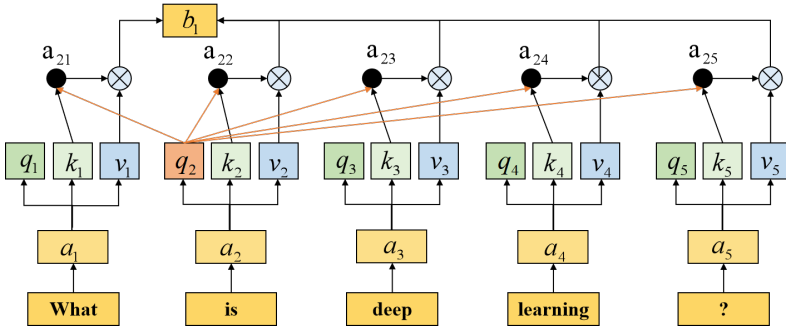 b₁
a₂₁ a₂₂ a₂₃ a₂₄ a₂₅
q₁ k₁ v₁ q₂ k₂ v₂ q₃ k₃ v₃ q₄ k₄ v₄ q₅ k₅ v₅
a₁ a₂ a₃ a₄ a₅
What is deep learning ?